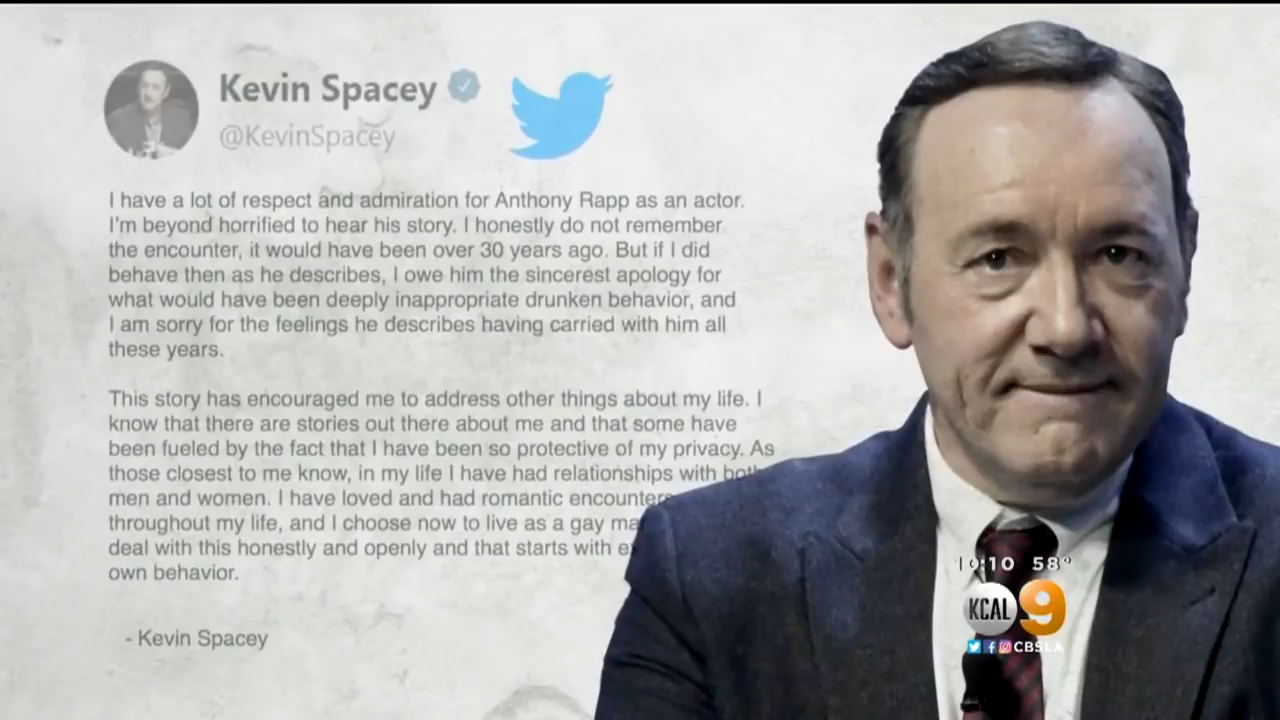 Kevin Spacey
@KevinSpacey
I have a lot of respect and admiration for Anthony Rapp as an actor.
I'm beyond horrified to hear his story. I honestly do not remember
the encounter, it would have been over 30 years ago. But if I did
behave then as he describes, I owe him the sincerest apology for
what would have been deeply inappropriate drunken behavior, and
I am sorry for the feelings he describes having carried with him all
these years.
This story has encouraged me to address other things about my life. I
know that there are stories out there about me and that some have
been fueled by the fact that I have been so protective of my privacy. As
those closest to me know, in my life I have had relationships with both
men and women. I have loved and had romantic encounters
throughout my life, and I choose now to live as a gay
deal with this honestly and openly and that starts with
own behavior.
- Kevin Spacey
10:10 58°
KCAL 9
CBSLA